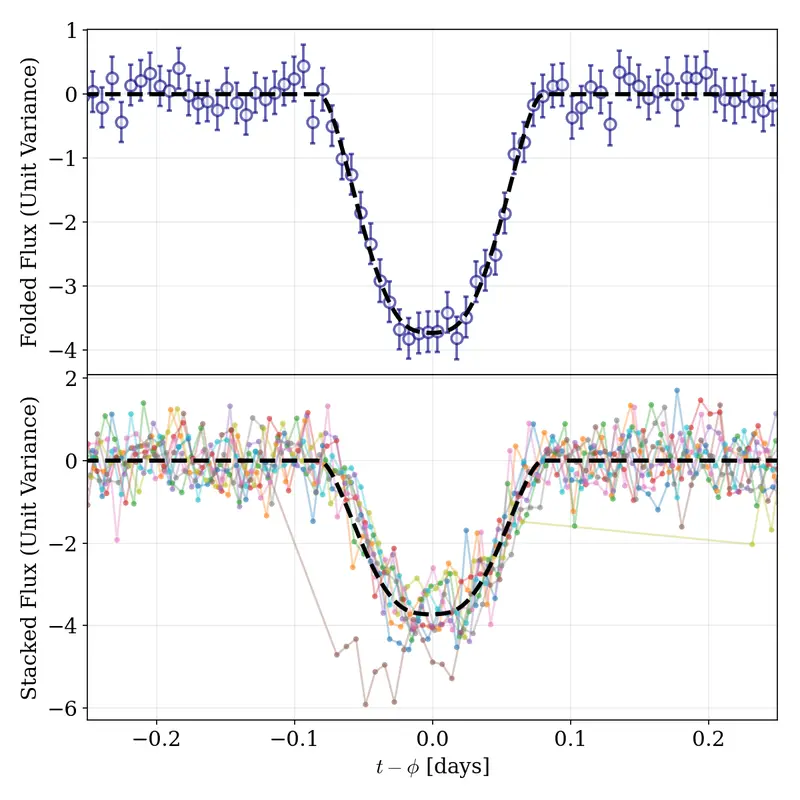 Folded Flux (Unit Variance)
1
0
−1
−2
−3
−4
Stacked Flux (Unit Variance)
2
0
−2
−4
−6
−0.2 −0.1 0.0 0.1 0.2
t − ϕ [days]